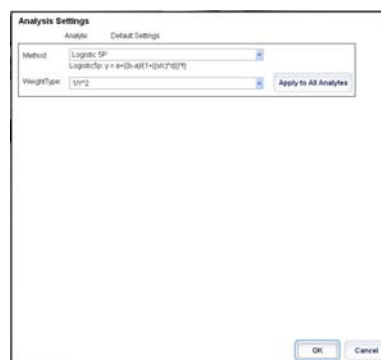 Analysis Settings
Analyte: Default Settings
Method: Logistic 5P
Logistic5p: y = a+((b-a)/(1+((x/c)^d))^f)
WeightType: 1/Y^2 Apply to All Analytes
OK Cancel